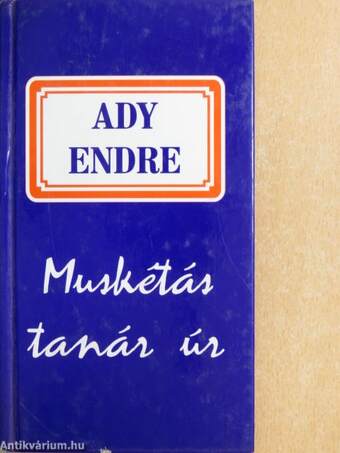 ADY
ENDRE
Muskétás
tanár úr
Antikvárium.hu